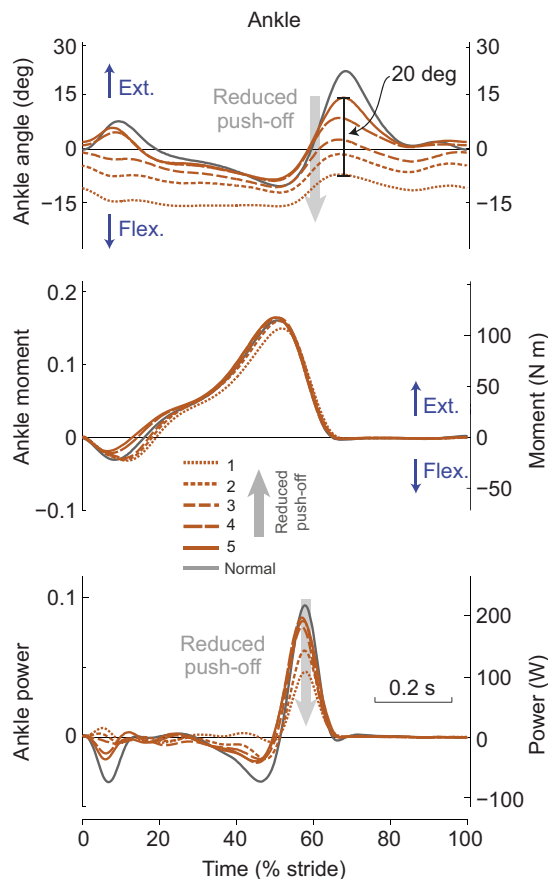 Ankle
30
15
0
−15
Ankle angle (deg)
Ext.
Flex.
Reduced
push-off
20 deg
30
15
0
−15
0.2
0.1
0
−0.1
Ankle moment
100
50
0
−50
Moment (N m)
Ext.
Flex.
1
2
3
4
5
Normal
Reduced
push-off
0.1
0
Ankle power
Reduced
push-off
0.2 s
200
100
0
−100
Power (W)
0
20
40
60
80
100
Time (% stride)